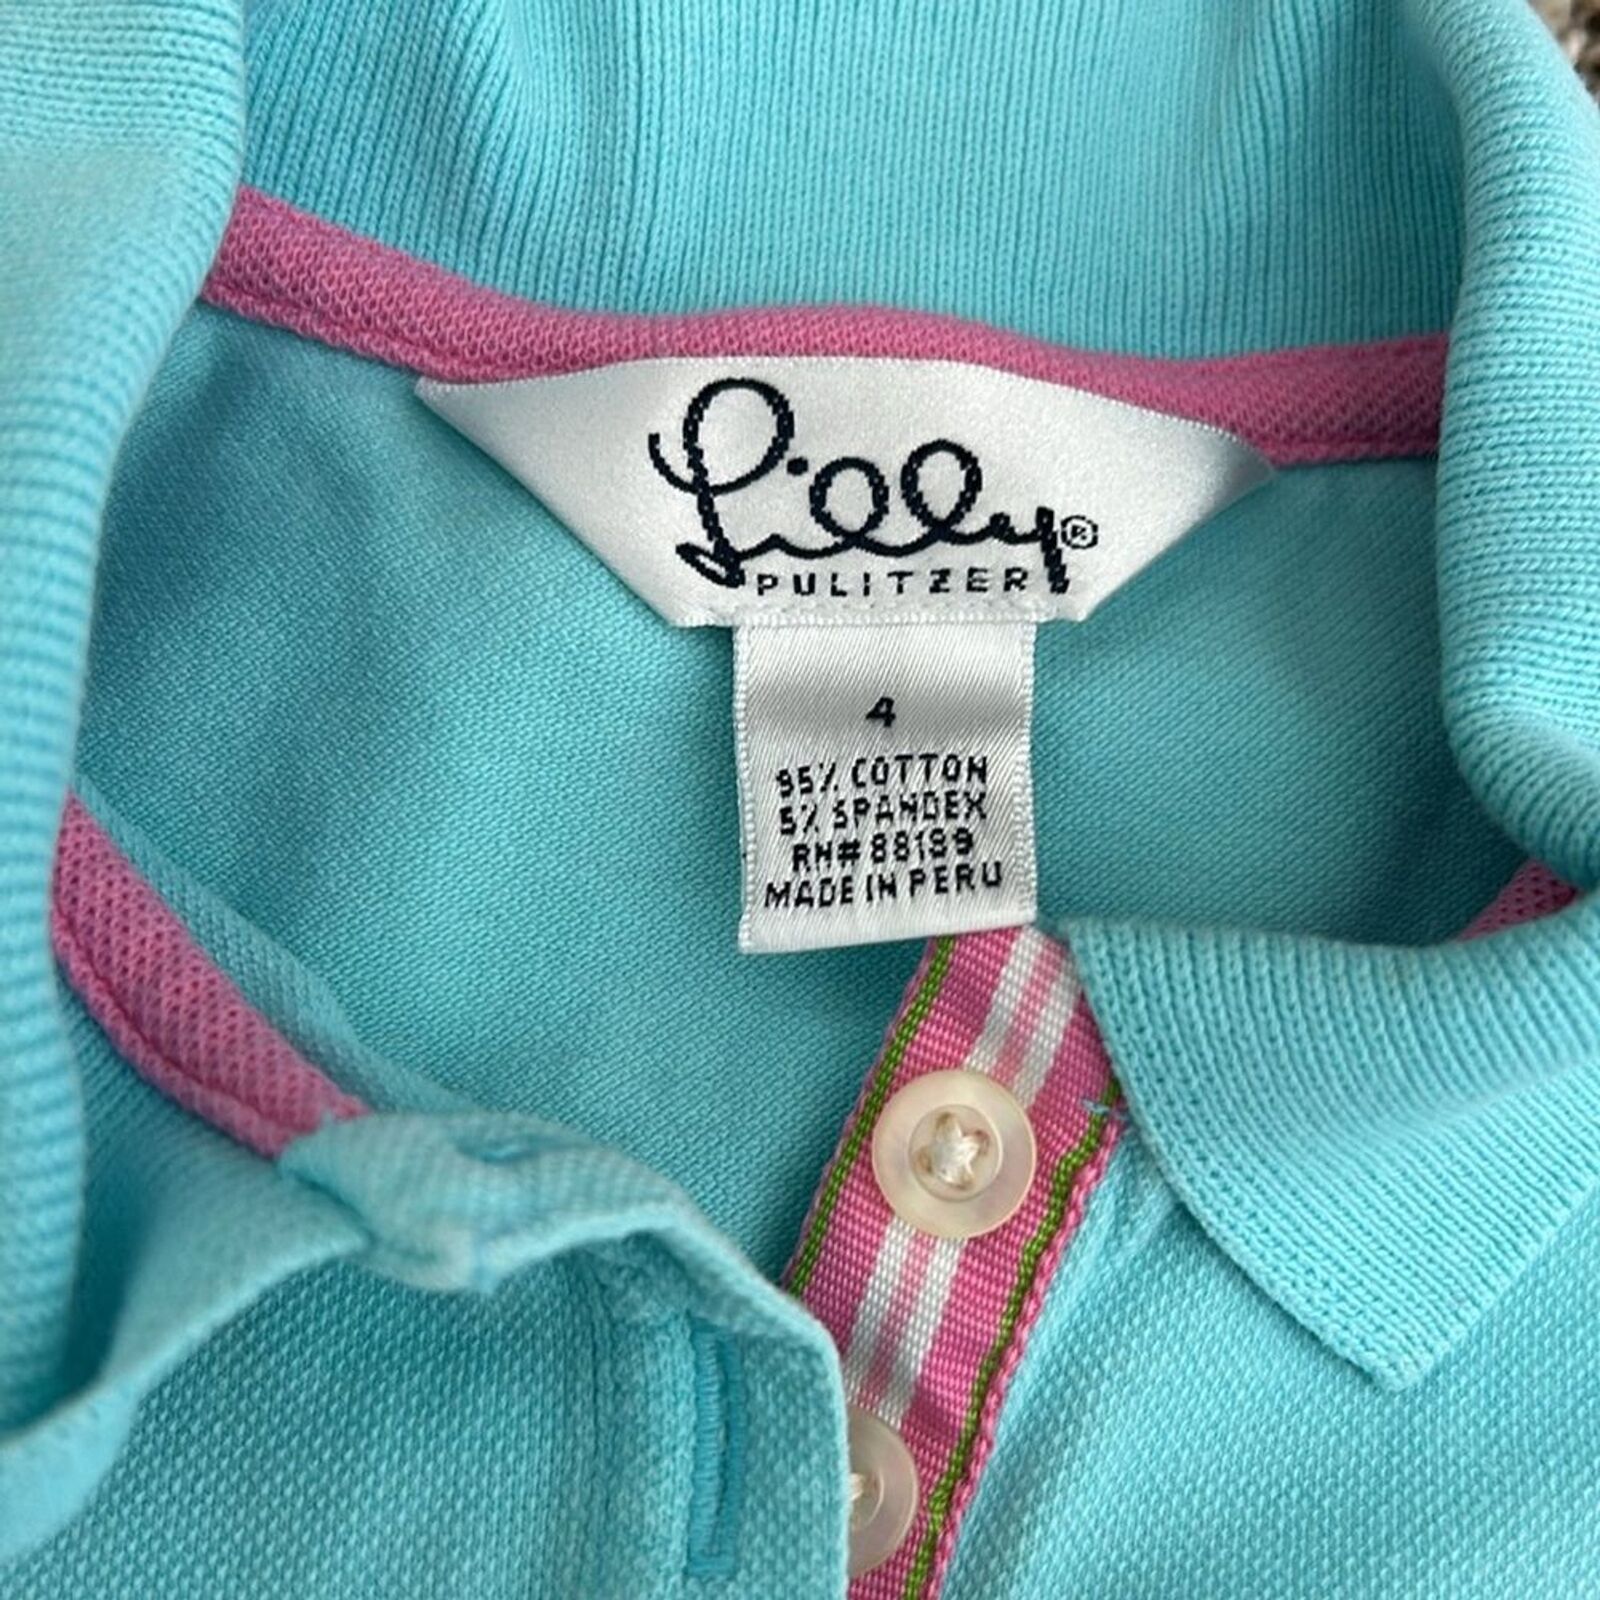 Lilly®
PULITZER
4
95% COTTON
5% SPANDEX
RN# 88189
MADE IN PERU